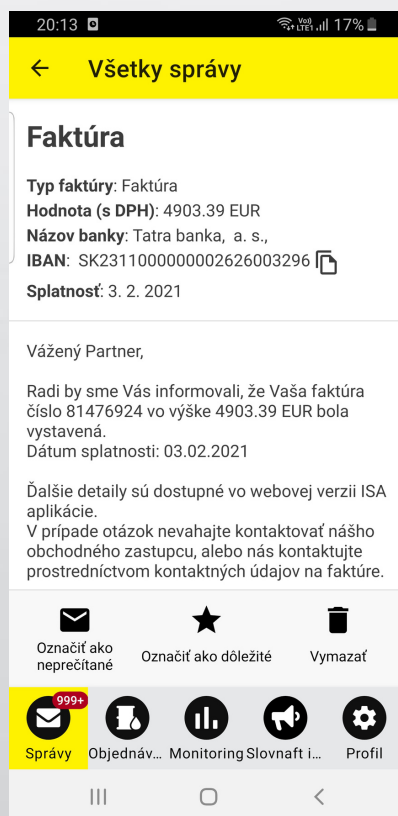 20:13
Vo) LTE1 17%
Všetky správy
Faktúra
Typ faktúry: Faktúra
Hodnota (s DPH): 4903.39 EUR
Názov banky: Tatra banka, a. s.,
IBAN: SK2311000000002626003296
Splatnosť: 3. 2. 2021
Vážený Partner,
Radi by sme Vás informovali, že Vaša faktúra
číslo 81476924 vo výške 4903.39 EUR bola
vystavená.
Dátum splatnosti: 03.02.2021
Ďalšie detaily sú dostupné vo webovej verzii ISA
aplikácie.
V prípade otázok nevahajte kontaktovať nášho
obchodného zastupcu, alebo nás kontaktujte
prostredníctvom kontaktných údajov na faktúre.
Označiť ako
neprečítané
Označiť ako dôležité
Vymazať
999+
Správy
Objednáv...
Monitoring
Slovnaft i...
Profil